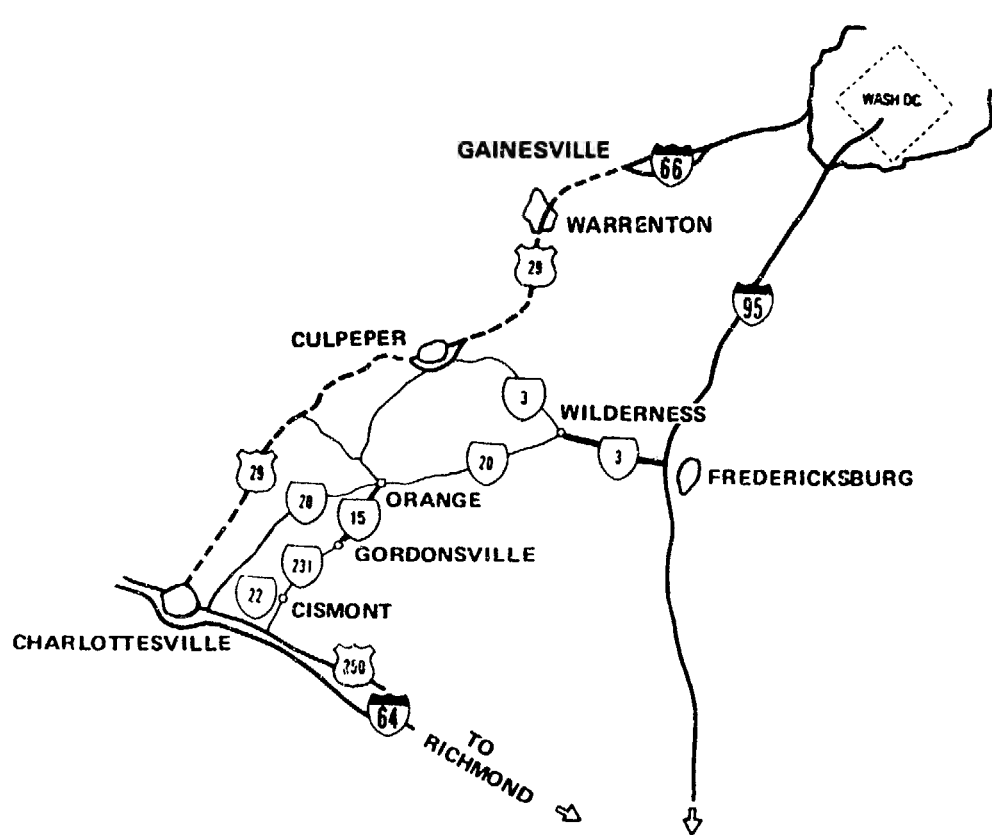 WASH DC.
GAINESVILLE
66
WARRENTON
29
95
CULPEPER
3
WILDERNESS
3
29
20
FREDERICKSBURG
20
ORANGE
15
GORDONSVILLE
231
22
CISMONT
CHARLOTTESVILLE
250
64
TO
RICHMOND